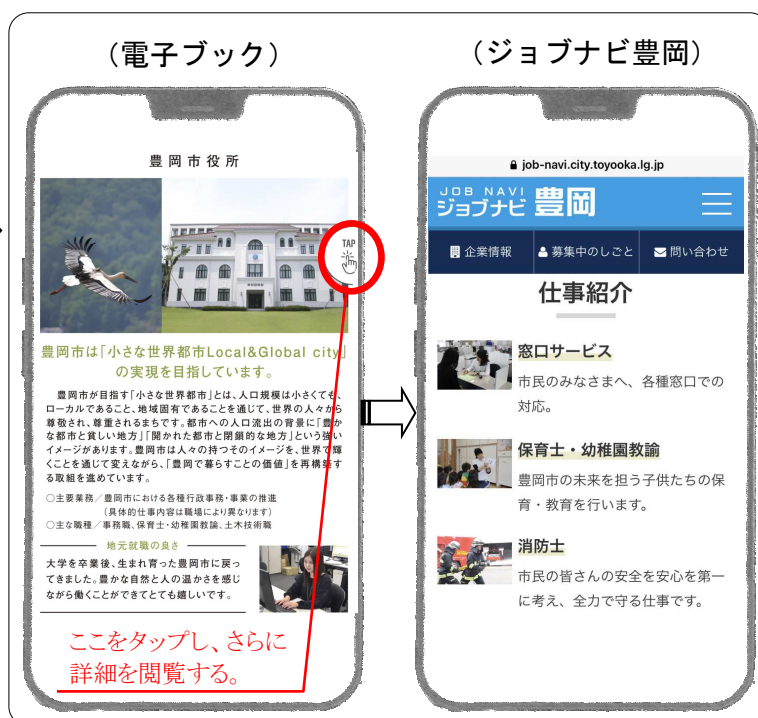 （電子ブック）
豊岡市役所
TAP
豊岡市は「小さな世界都市Local&Global city」
の実現を目指しています。
豊岡市が目指す「小さな世界都市」とは、人口規模は小さくても、
ローカルであること、地域固有であることを通じて、世界の人々から
尊敬され、尊重されるまちです。都市への人口流出の背景に「豊か
な都市と貧しい地方」「開かれた都市と閉鎖的な地方」という強い
イメージがあります。豊岡市は人々の持つそのイメージを、世界で輝
くことを通じて変えながら、「豊岡で暮らすことの価値」を再構築す
る取組を進めています。
○主要業務／豊岡市における各種行政事務・事業の推進
（具体的仕事内容は職場により異なります）
○主な職種／事務職、保育士・幼稚園教諭、土木技術職
地元就職の良さ
大学を卒業後、生まれ育った豊岡市に戻っ
てきました。豊かな自然と人の温かさを感じ
ながら働くことができてとても嬉しいです。
ここをタップし、さらに
詳細を閲覧する。
（ジョブナビ豊岡）
job-navi.city.toyooka.lg.jp
JOB NAVI
ジョブナビ 豊岡
企業情報 募集中のしごと 問い合わせ
仕事紹介
窓口サービス
市民のみなさまへ、各種窓口での
対応。
保育士・幼稚園教諭
豊岡市の未来を担う子供たちの保
育・教育を行います。
消防士
市民の皆さんの安全を安心を第一
に考え、全力で守る仕事です。